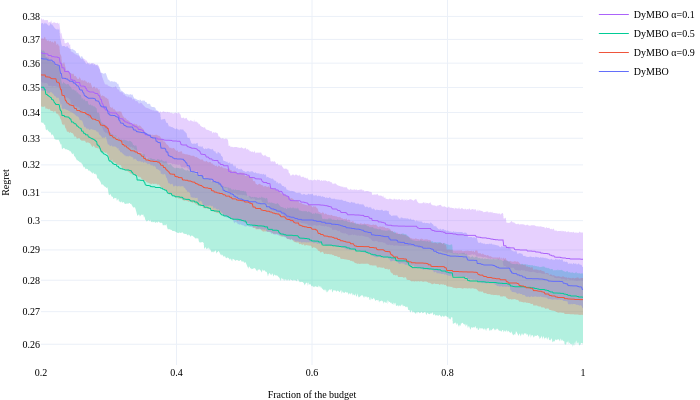 0.38
0.37
0.36
0.35
0.34
0.33
0.32
0.31
0.3
0.29
0.28
0.27
0.26
Regret
0.2 0.4 0.6 0.8 1
Fraction of the budget
DyMBO α=0.1
DyMBO α=0.5
DyMBO α=0.9
DyMBO